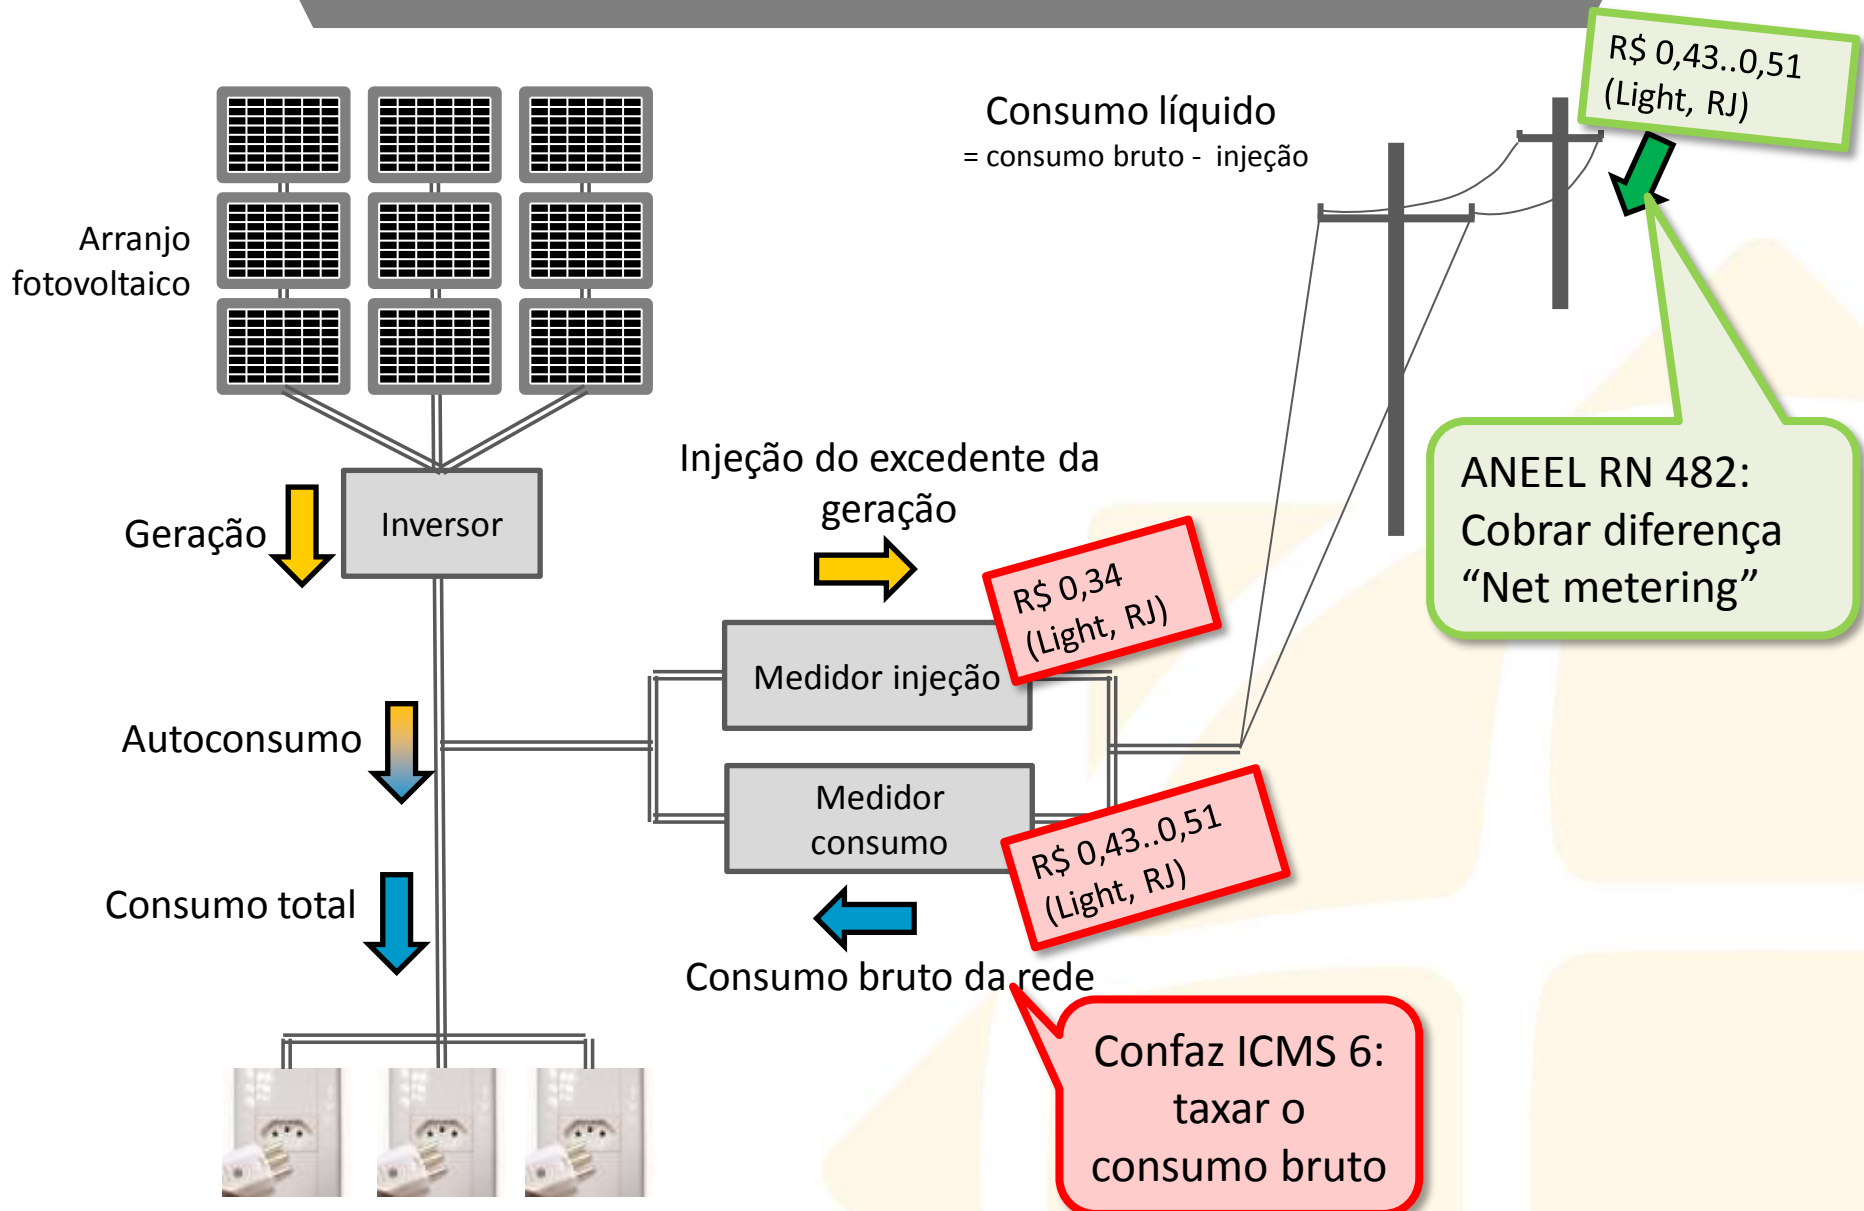 R$ 0,43..0,51
(Light, RJ)
Consumo líquido
= consumo bruto - injeção
Arranjo
fotovoltaico
Injeção do excedente da
geração
ANEEL RN 482:
Cobrar diferença
“Net metering”
Geração
Inversor
R$ 0,34
(Light, RJ)
Medidor injeção
Autoconsumo
Medidor
consumo
R$ 0,43..0,51
(Light, RJ)
Consumo total
Consumo bruto da rede
Confaz ICMS 6:
taxar o
consumo bruto